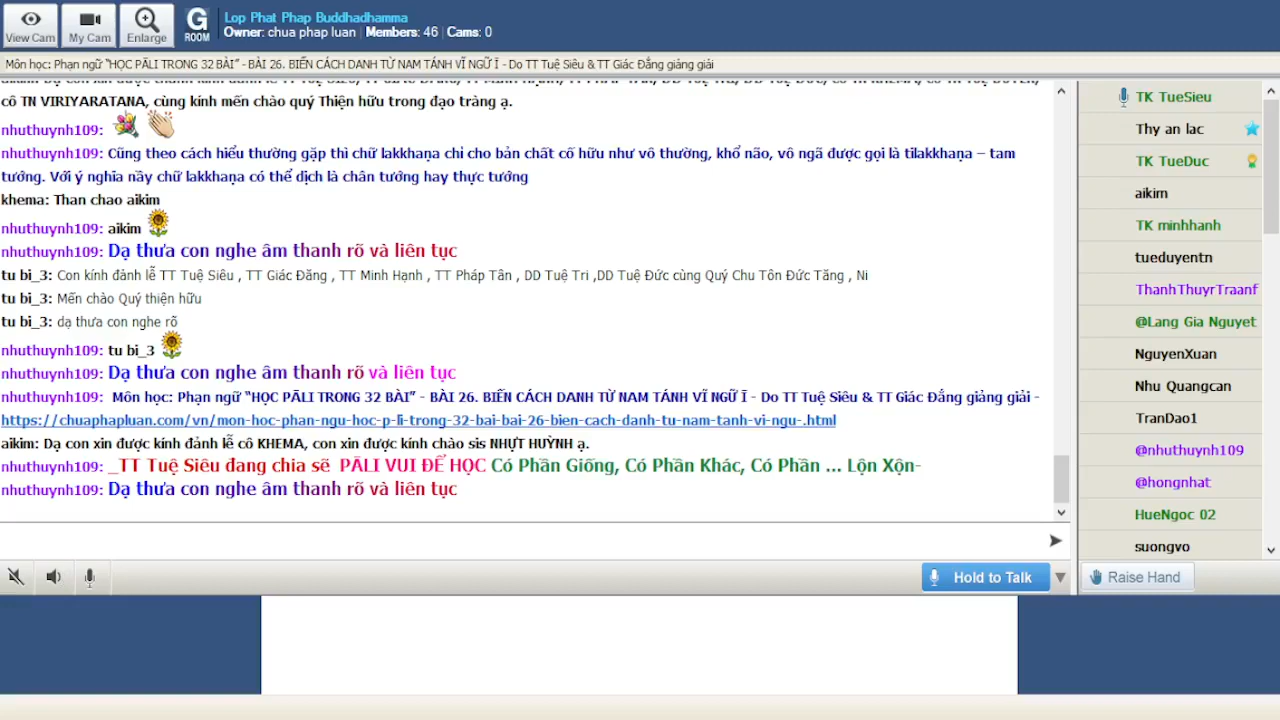 View Cam
My Cam
Enlarge
G
ROOM
Lop Phat Phap Buddhadhamma
Owner: chua phap luan | Members: 46 | Cams: 0
Môn học: Phạn ngữ “HỌC PĀLI TRONG 32 BÀI” - BÀI 26. BIẾN CÁCH DANH TỪ NAM TÁNH VĨ NGỮ Ī - Do TT Tuệ Siêu & TT Giác Đẳng giảng giải
cô TN VIRIYARATANA, cùng kính mến chào quý Thiện hữu trong đạo tràng ạ.
nhuthuynh109:
nhuthuynh109: Cũng theo cách hiểu thường gặp thì chữ lakkhaṇa chỉ cho bản chất cố hữu như vô thường, khổ não, vô ngã được gọi là tilakkhaṇa – tam
tướng. Với ý nghĩa nầy chữ lakkhaṇa có thể dịch là chân tướng hay thực tướng
khema: Than chao aikim
nhuthuynh109: aikim
nhuthuynh109: Dạ thưa con nghe âm thanh rõ và liên tục
tu bi_3: Con kính đảnh lễ TT Tuệ Siêu , TT Giác Đăng , TT Minh Hạnh , TT Pháp Tân , DD Tuệ Tri ,DD Tuệ Đức cùng Quý Chu Tôn Đức Tăng , Ni
tu bi_3: Mến chào Quý thiện hữu
tu bi_3: dạ thưa con nghe rõ
nhuthuynh109: tu bi_3
nhuthuynh109: Dạ thưa con nghe âm thanh rõ và liên tục
nhuthuynh109: Môn học: Phạn ngữ “HỌC PĀLI TRONG 32 BÀI” - BÀI 26. BIẾN CÁCH DANH TỪ NAM TÁNH VĨ NGỮ Ī - Do TT Tuệ Siêu & TT Giác Đẳng giảng giải -
https://chuaphapluan.com/vn/mon-hoc-phan-ngu-hoc-p-li-trong-32-bai-bai-26-bien-cach-danh-tu-nam-tanh-vi-ngu-.html
aikim: Dạ con xin được kính đảnh lễ cô KHEMA, con xin được kính chào sis NHỰT HUỲNH ạ.
nhuthuynh109: _TT Tuệ Siêu đang chia sẽ PĀLI VUI ĐỂ HỌC Có Phần Giống, Có Phần Khác, Có Phần ... Lộn Xộn-
nhuthuynh109: Dạ thưa con nghe âm thanh rõ và liên tục
Hold to Talk
TK TueSieu
Thy an lac
TK TueDuc
aikim
TK minhhanh
tueduyentn
ThanhThuyrTraanf
@Lang Gia Nguyet
NguyenXuan
Nhu Quangcan
TranDao1
@nhuthuynh109
@hongnhat
HueNgoc 02
suongvo
Raise Hand